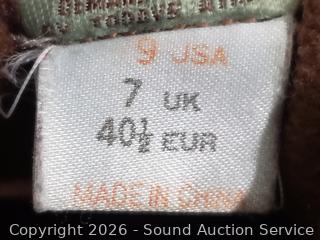 9 USA
7 UK
40½ EUR
MADE IN CHINA
Copyright 2026 - Sound Auction Service